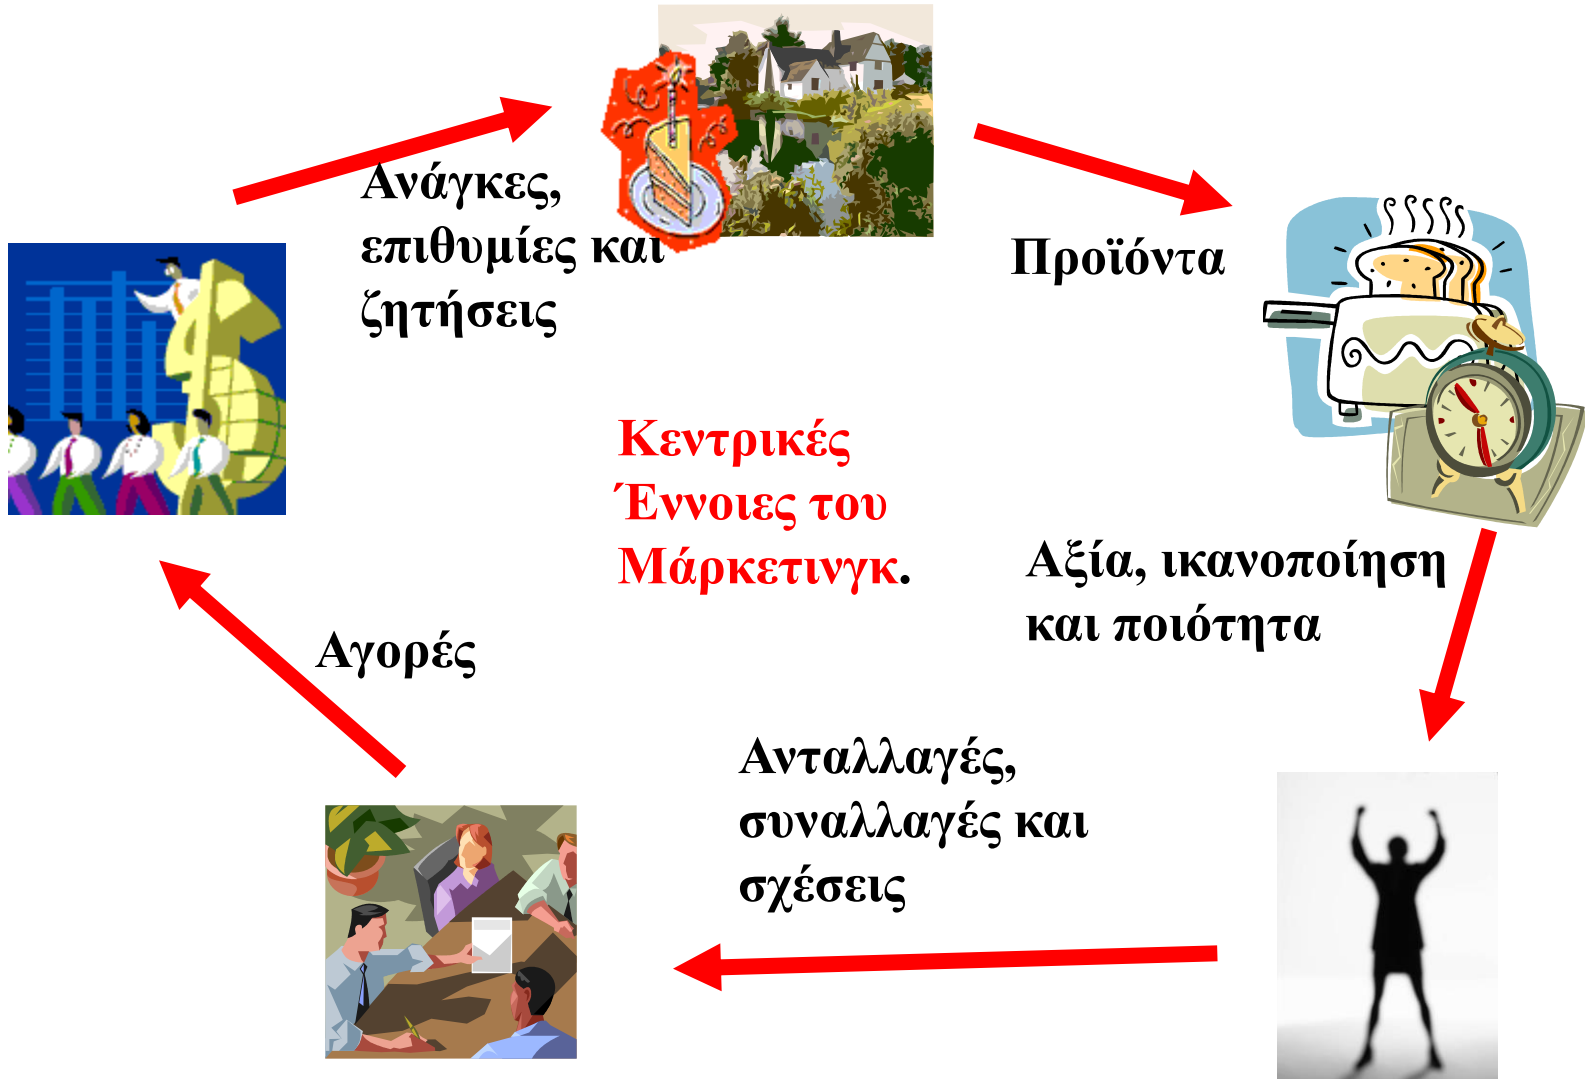 Ανάγκες,
επιθυμίες και
ζητήσεις
Προϊόντα
Κεντρικές
Έννοιες του
Μάρκετινγκ.
Αξία, ικανοποίηση
και ποιότητα
Αγορές
Ανταλλαγές,
συναλλαγές και
σχέσεις